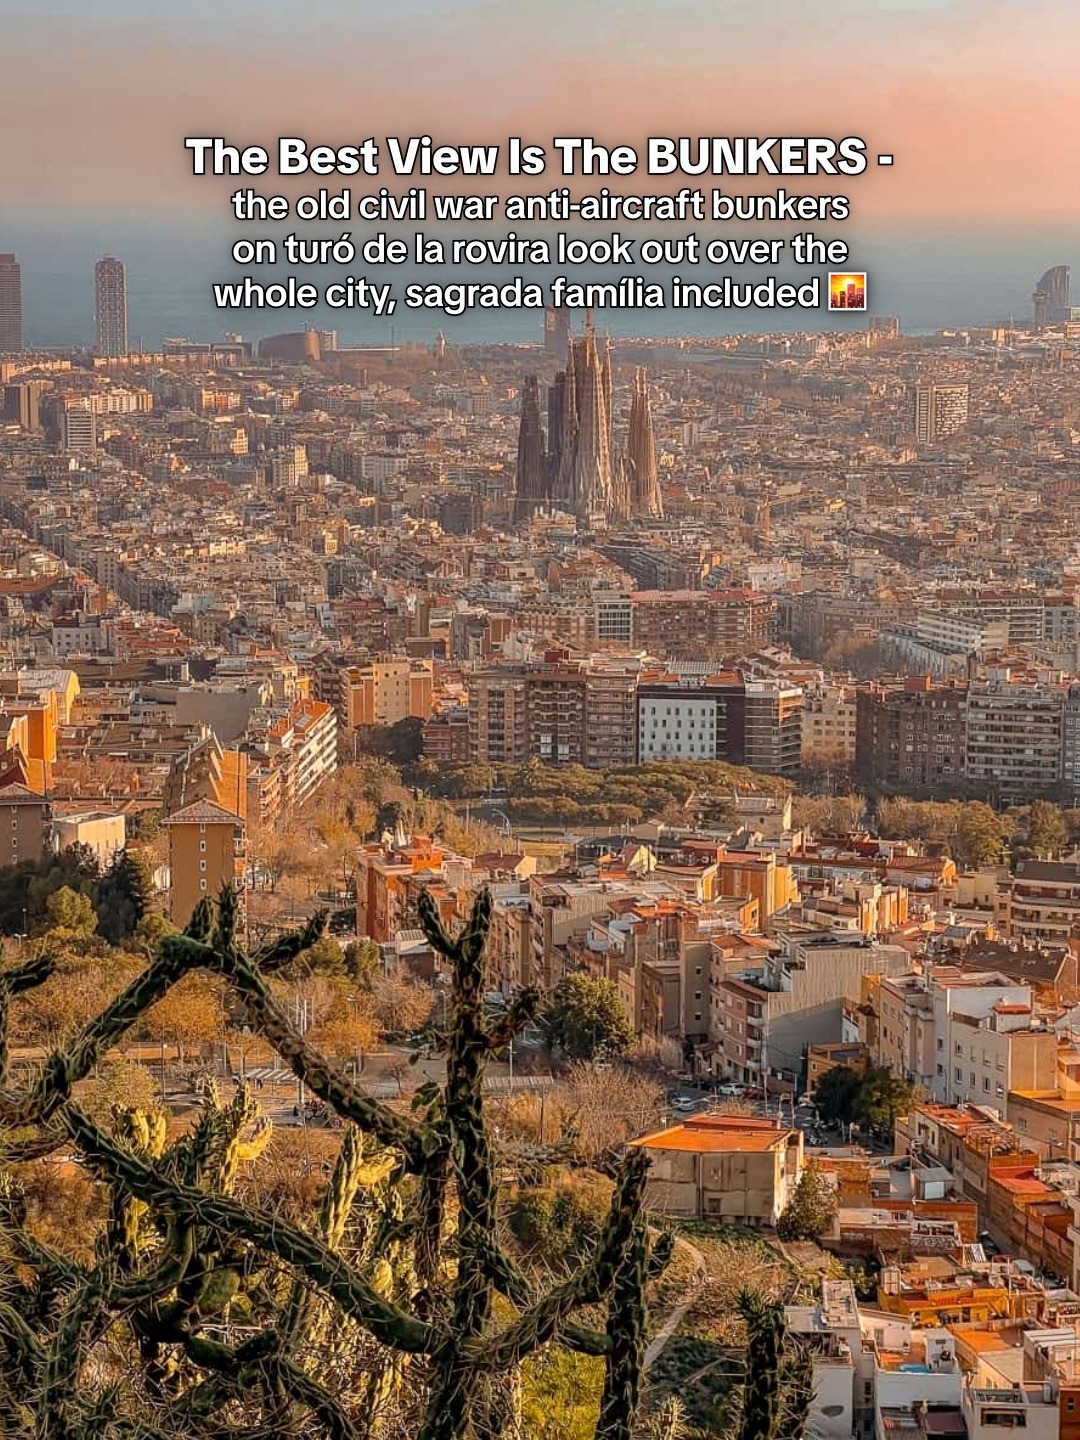 The Best View Is The BUNKERS -
the old civil war anti-aircraft bunkers
on turó de la rovira look out over the
whole city, sagrada família included 🌇